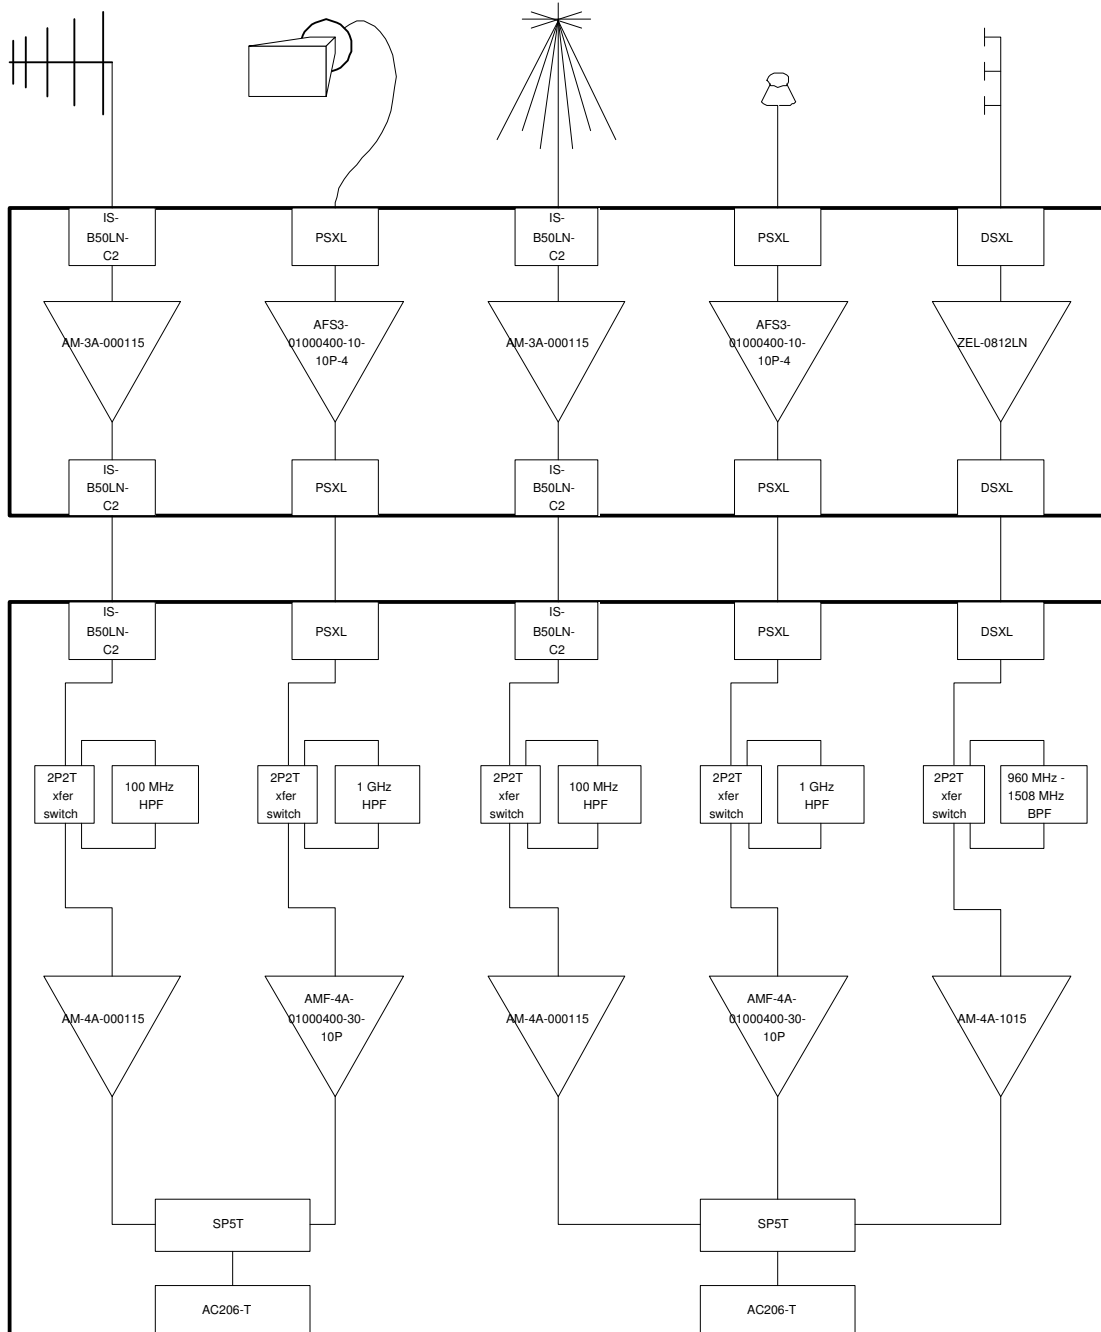 IS-
B50LN-
C2
PSXL
IS-
B50LN-
C2
PSXL
DSXL
AM-3A-000115
AFS3-
01000400-10-
10P-4
AM-3A-000115
AFS3-
01000400-10-
10P-4
ZEL-0812LN
IS-
B50LN-
C2
PSXL
IS-
B50LN-
C2
PSXL
DSXL
IS-
B50LN-
C2
PSXL
IS-
B50LN-
C2
PSXL
DSXL
2P2T
xfer
switch
100 MHz
HPF
2P2T
xfer
switch
1 GHz
HPF
2P2T
xfer
switch
100 MHz
HPF
2P2T
xfer
switch
1 GHz
HPF
2P2T
xfer
switch
960 MHz -
1508 MHz
BPF
AM-4A-000115
AMF-4A-
01000400-30-
10P
AM-4A-000115
AMF-4A-
01000400-30-
10P
AM-4A-1015
SP5T
SP5T
AC206-T
AC206-T